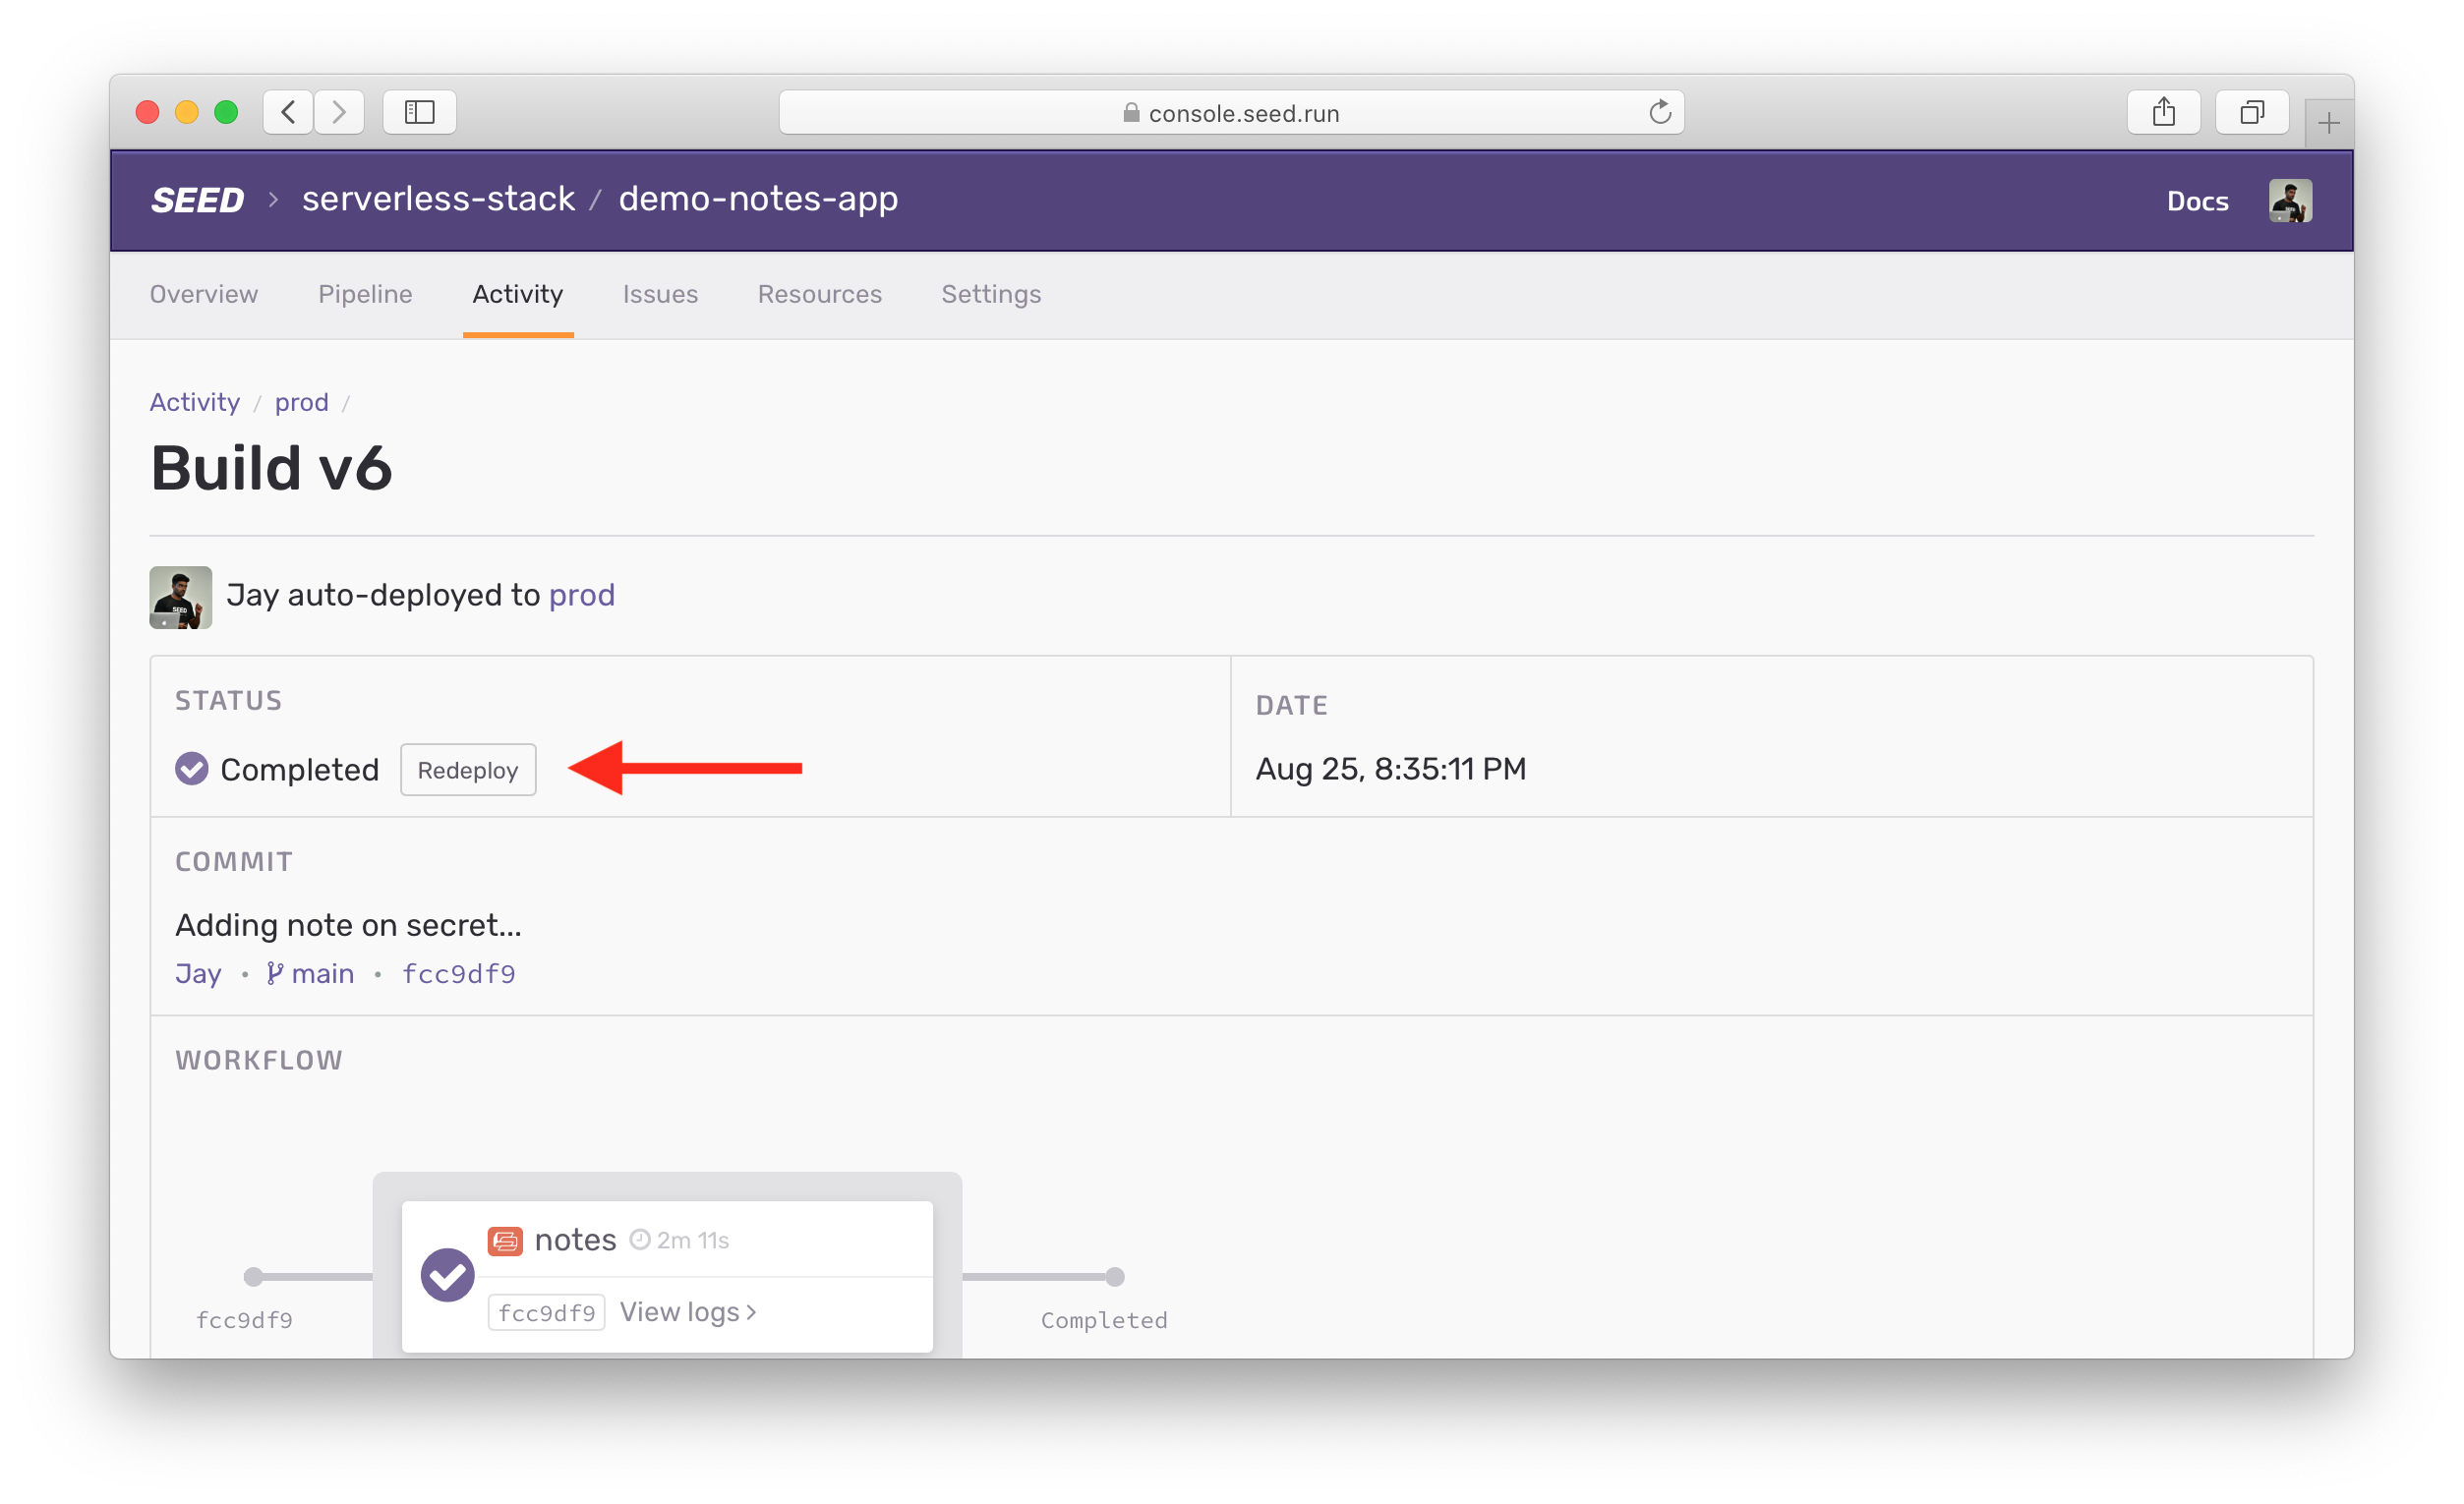 console.seed.run
SEED > serverless-stack / demo-notes-app
Docs
Overview Pipeline Activity Issues Resources Settings
Activity / prod /
Build v6
Jay auto-deployed to prod
STATUS
Completed Redeploy
DATE
Aug 25, 8:35:11 PM
COMMIT
Adding note on secret...
Jay • main • fcc9df9
WORKFLOW
notes 2m 11s
fcc9df9 View logs >
fcc9df9
Completed